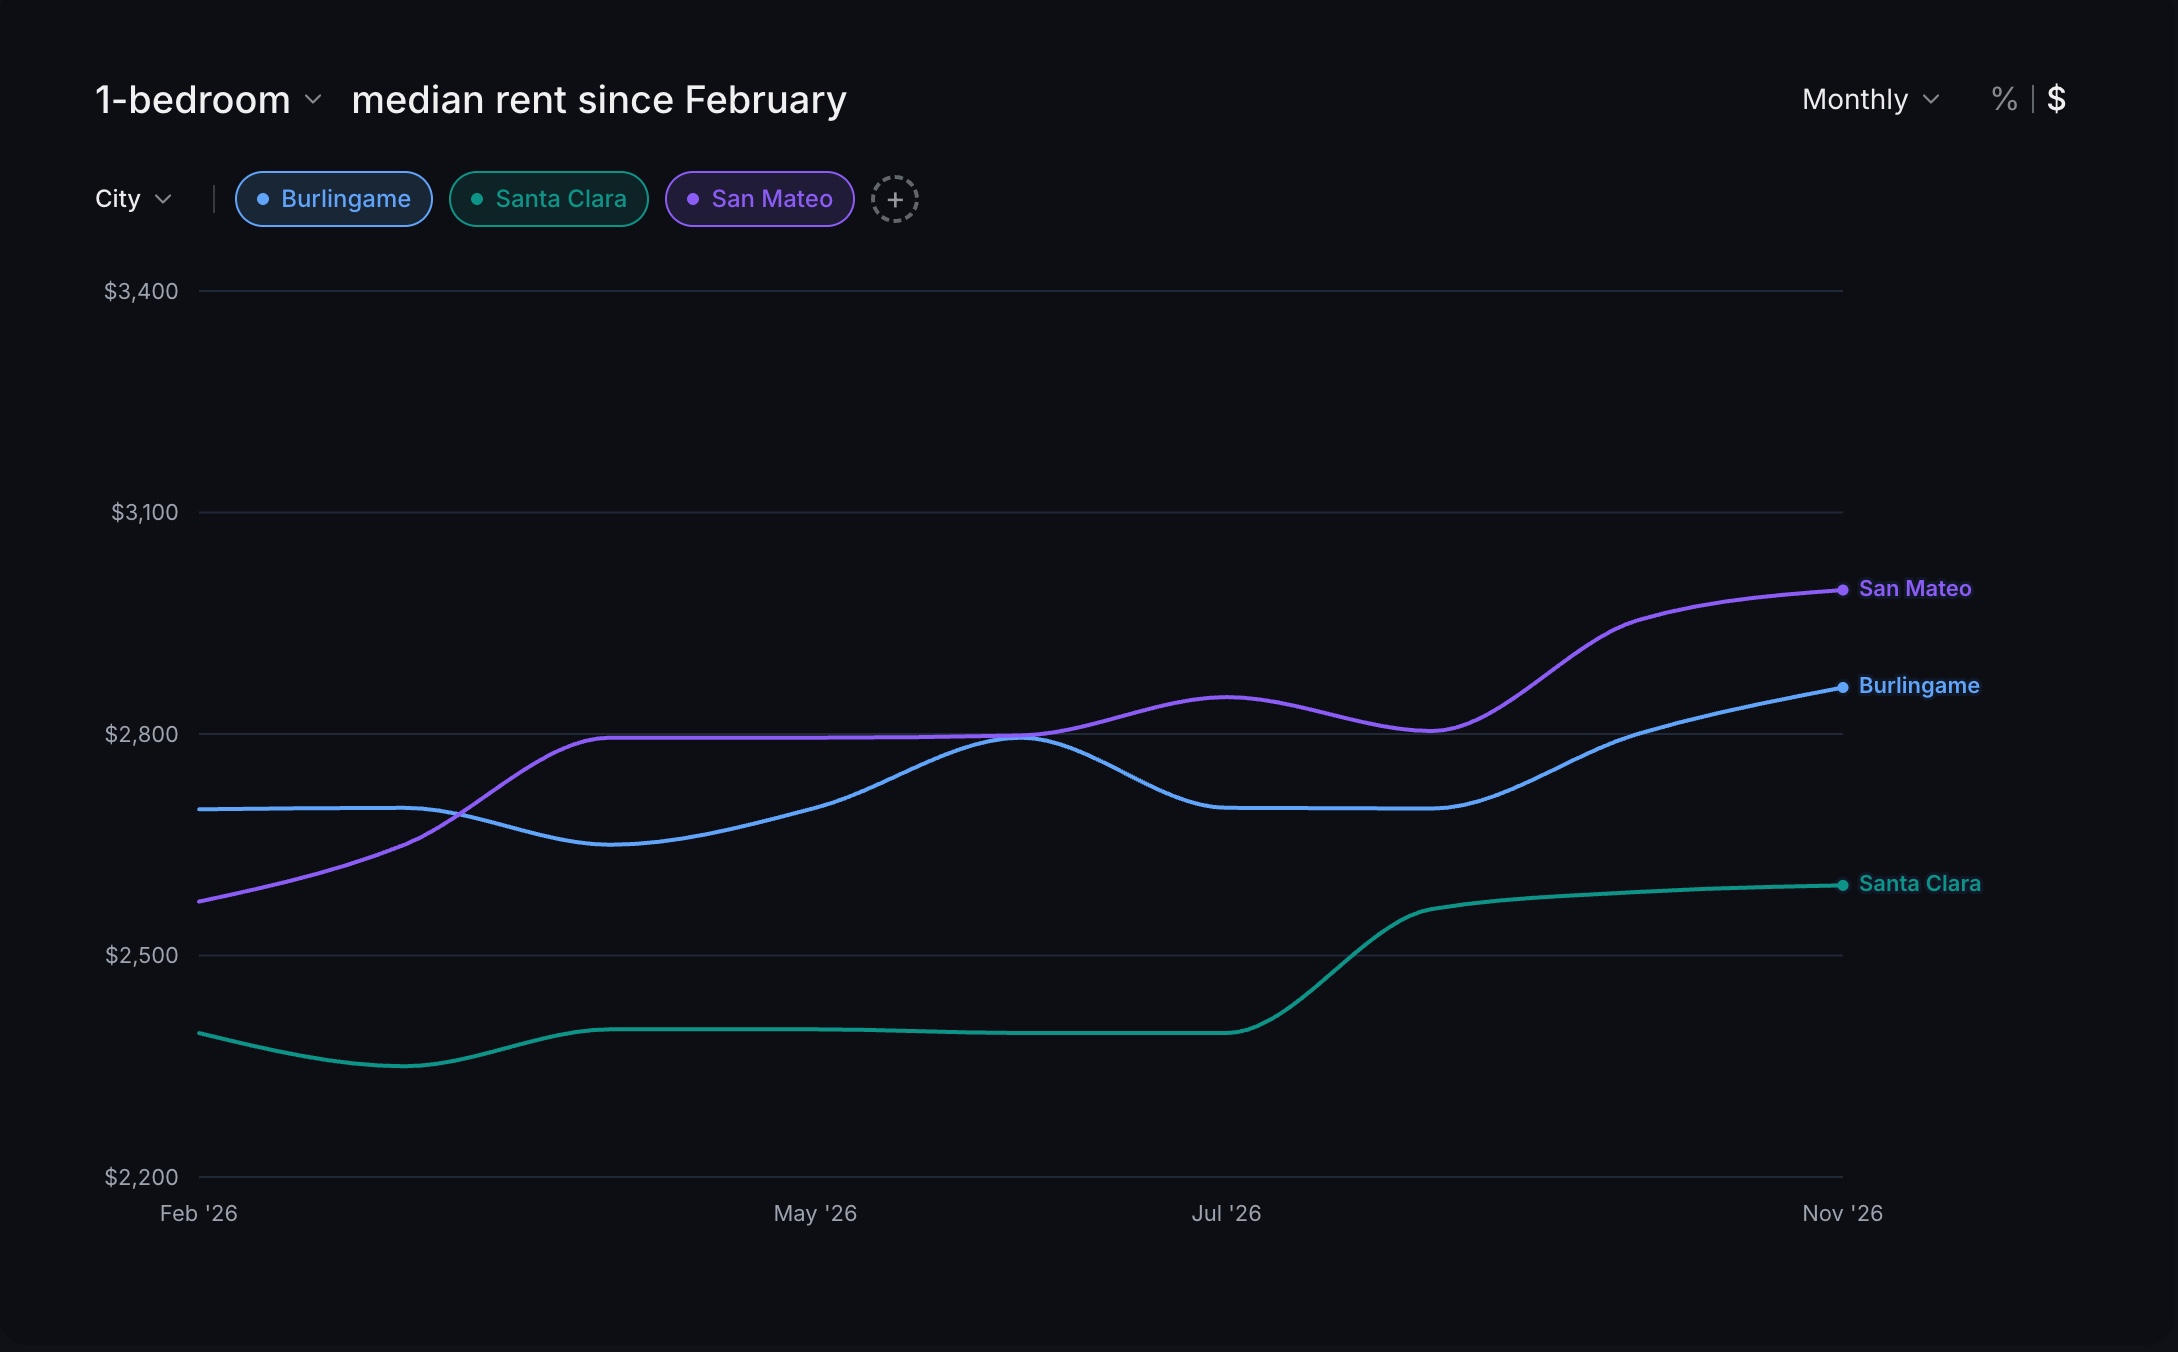 1-bedroom median rent since February
Monthly % | $
City Burlingame Santa Clara San Mateo +
$3,400
$3,100
San Mateo
Burlingame
$2,800
Santa Clara
$2,500
$2,200
Feb '26 May '26 Jul '26 Nov '26